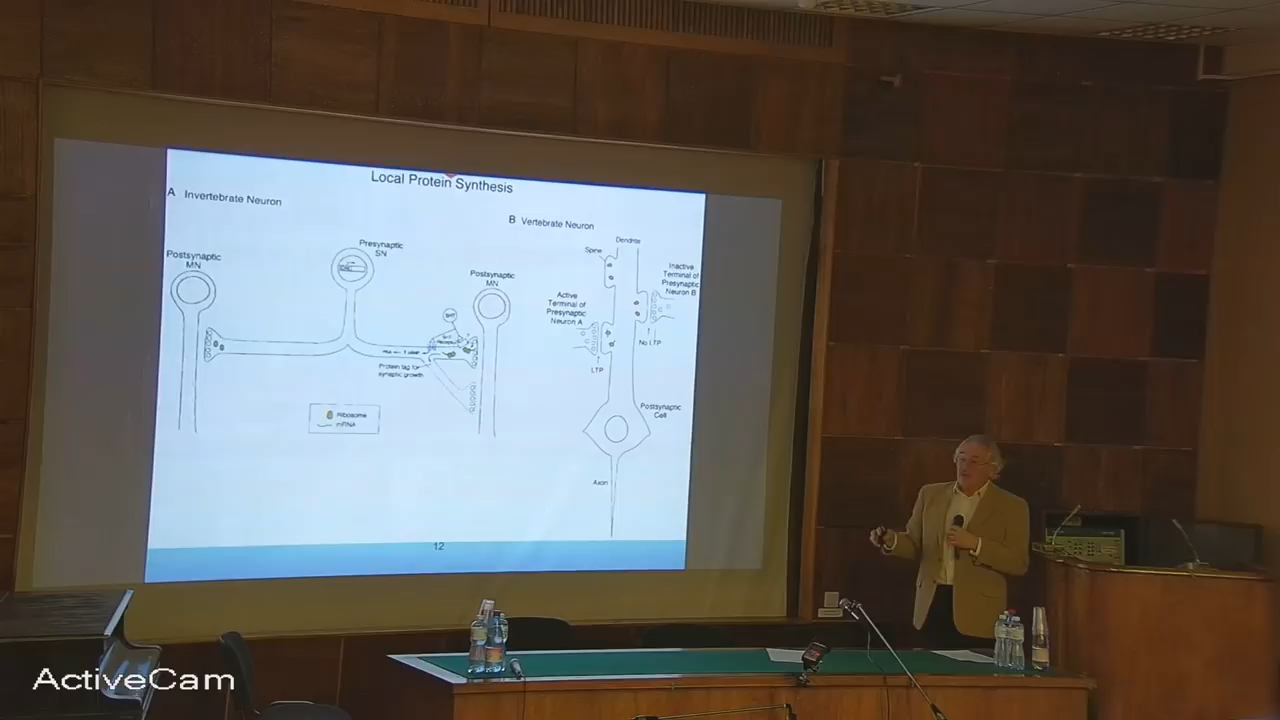 Local Protein Synthesis
A Invertebrate Neuron
B Vertebrate Neuron
Postsynaptic
MN
Presynaptic
SN
Postsynaptic
MN
Protein tag for
synaptic growth
Ribosome
mRNA
Dendrite
Spine
Inactive
Terminal of
Presynaptic
Neuron B
Active
Terminal of
Presynaptic
Neuron A
No LTP
LTP
Postsynaptic
Cell
Axon
12
ActiveCam